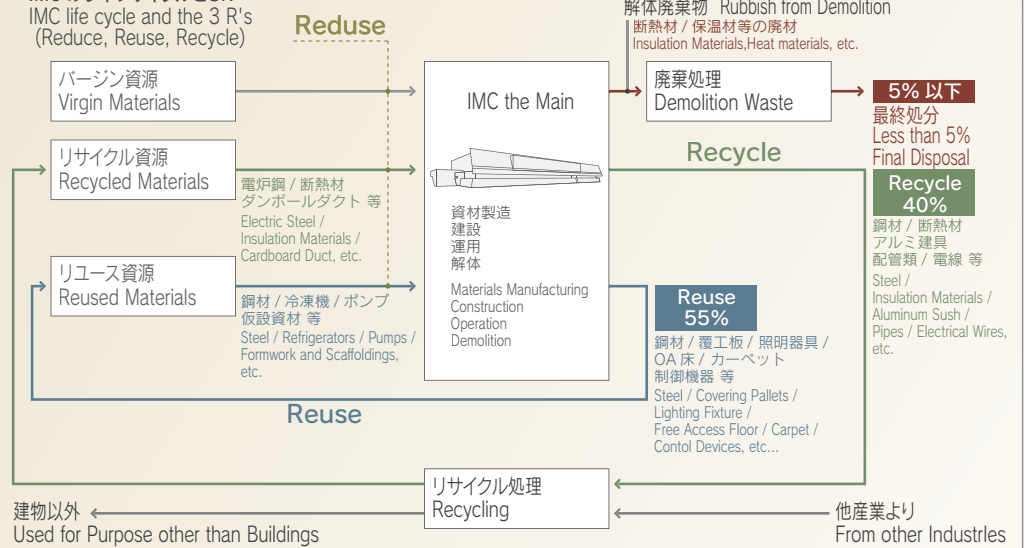 IMC life cycle and the 3 R's
(Reduce, Reuse, Recycle)
Reduse
解体廃棄物 Rubbish from Demolition
断熱材 / 保温材等の廃材
Insulation Materials,Heat materials, etc.
バージン資源
Virgin Materials
IMC the Main
廃棄処理
Demolition Waste
5% 以下
最終処分
Less than 5%
Final Disposal
リサイクル資源
Recycled Materials
電炉鋼 / 断熱材
ダンボールダクト 等
Electric Steel /
Insulation Materials /
Cardboard Duct, etc.
Recycle
Recycle
40%
鋼材 / 断熱材
アルミ建具
配管類 / 電線 等
Steel /
Insulation Materials /
Aluminum Sush /
Pipes / Electrical Wires,
etc.
資材製造
建設
運用
解体
Materials Manufacturing
Construction
Operation
Demolition
リユース資源
Reused Materials
鋼材 / 冷凍機 / ポンプ
仮設資材 等
Steel / Refrigerators / Pumps /
Formwork and Scaffoldings,
etc.
Reuse
55%
鋼材 / 覆工板 / 照明器具 /
OA 床 / カーペット
制御機器 等
Steel / Covering Pallets /
Lighting Fixture /
Free Access Floor / Carpet /
Contol Devices, etc...
Reuse
リサイクル処理
Recycling
建物以外
Used for Purpose other than Buildings
他産業より
From other Industrles